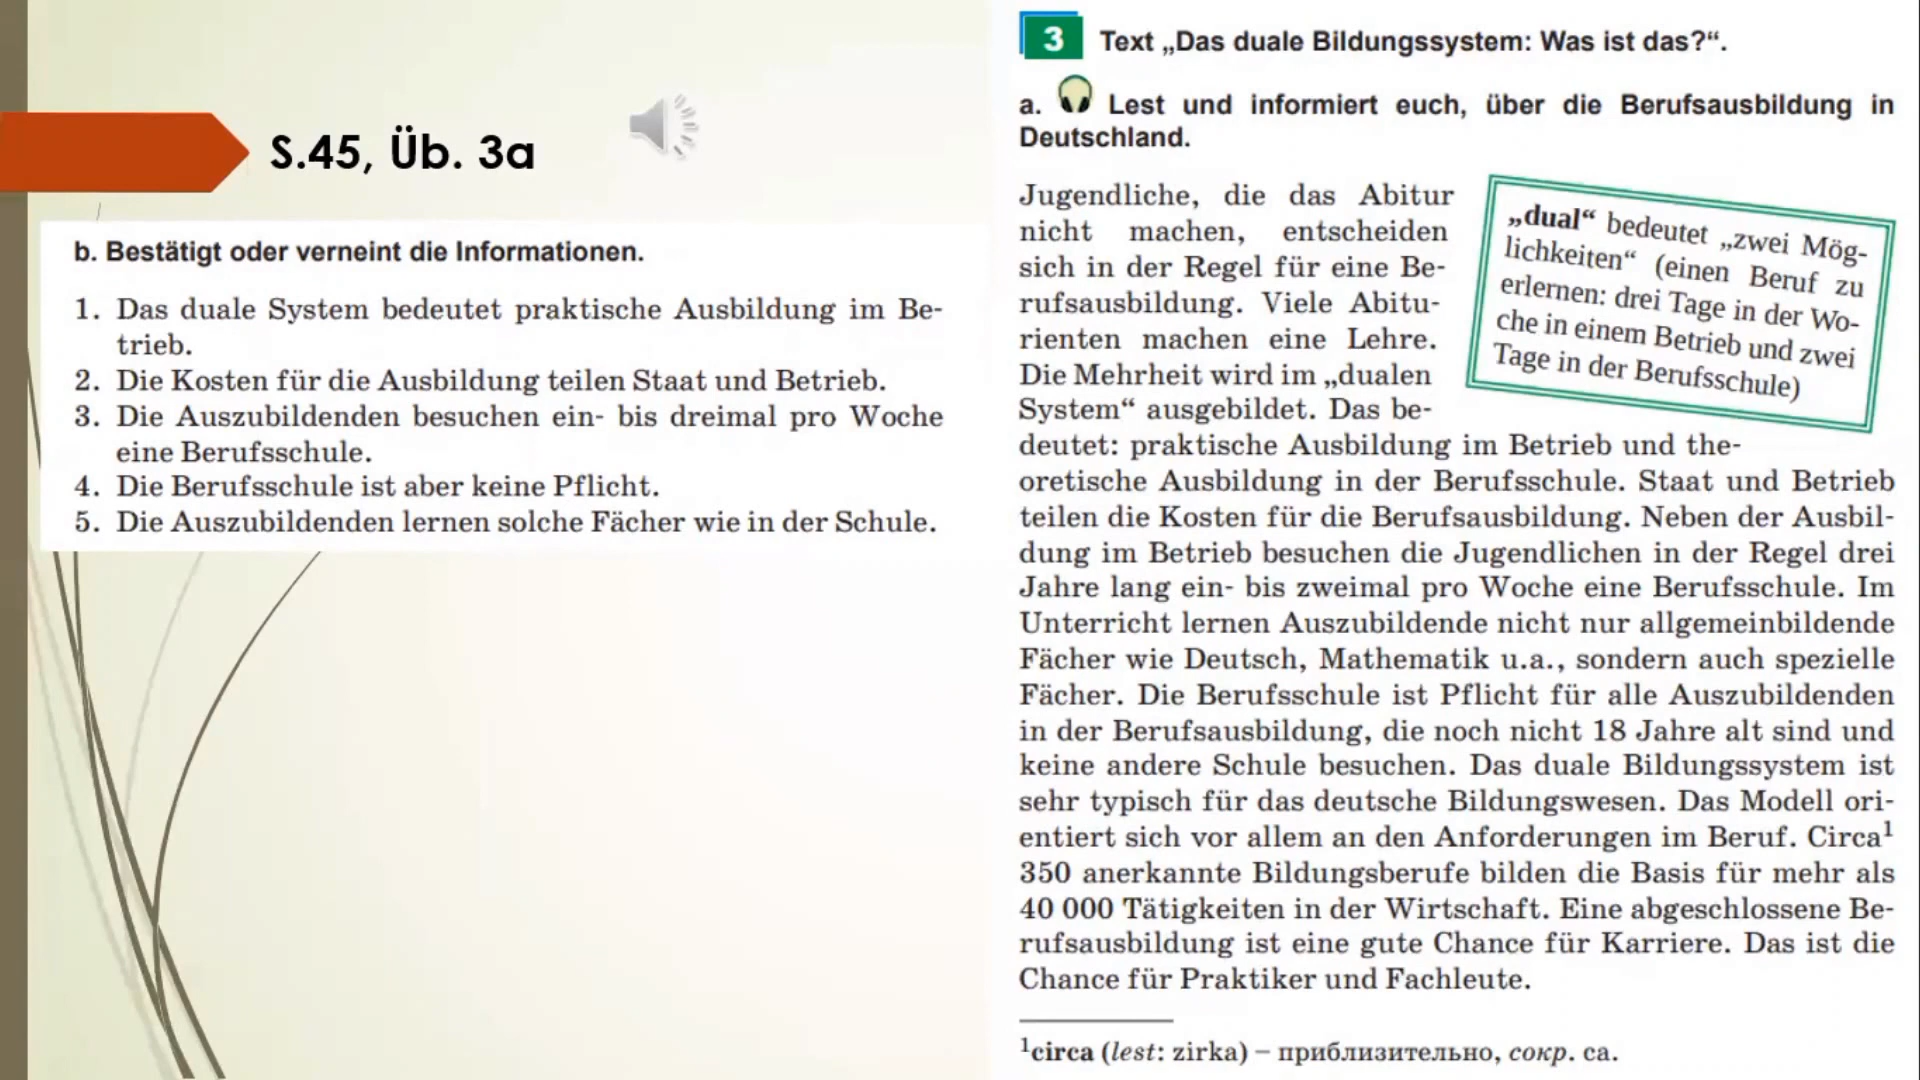 S.45, Üb. 3a
b. Bestätigt oder verneint die Informationen.
1. Das duale System bedeutet praktische Ausbildung im Be-
trieb.
2. Die Kosten für die Ausbildung teilen Staat und Betrieb.
3. Die Auszubildenden besuchen ein- bis dreimal pro Woche
eine Berufsschule.
4. Die Berufsschule ist aber keine Pflicht.
5. Die Auszubildenden lernen solche Fächer wie in der Schule.
3 Text „Das duale Bildungssystem: Was ist das?“.
a. Lest und informiert euch, über die Berufsausbildung in
Deutschland.
Jugendliche, die das Abitur
nicht machen, entscheiden
sich in der Regel für eine Be-
rufsausbildung. Viele Abitu-
rienten machen eine Lehre.
Die Mehrheit wird im „dualen
System“ ausgebildet. Das be-
deutet: praktische Ausbildung im Betrieb und the-
oretische Ausbildung in der Berufsschule. Staat und Betrieb
teilen die Kosten für die Berufsausbildung. Neben der Ausbil-
dung im Betrieb besuchen die Jugendlichen in der Regel drei
Jahre lang ein- bis zweimal pro Woche eine Berufsschule. Im
Unterricht lernen Auszubildende nicht nur allgemeinbildende
Fächer wie Deutsch, Mathematik u.a., sondern auch spezielle
Fächer. Die Berufsschule ist Pflicht für alle Auszubildenden
in der Berufsausbildung, die noch nicht 18 Jahre alt sind und
keine andere Schule besuchen. Das duale Bildungssystem ist
sehr typisch für das deutsche Bildungswesen. Das Modell ori-
entiert sich vor allem an den Anforderungen im Beruf. Circa¹
350 anerkannte Bildungsberufe bilden die Basis für mehr als
40 000 Tätigkeiten in der Wirtschaft. Eine abgeschlossene Be-
rufsausbildung ist eine gute Chance für Karriere. Das ist die
Chance für Praktiker und Fachleute.
„dual“ bedeutet „zwei Mög-
lichkeiten“ (einen Beruf zu
erlernen: drei Tage in der Wo-
che in einem Betrieb und zwei
Tage in der Berufsschule)
¹circa (lest: zirka) – приблизительно, сокр. ca.